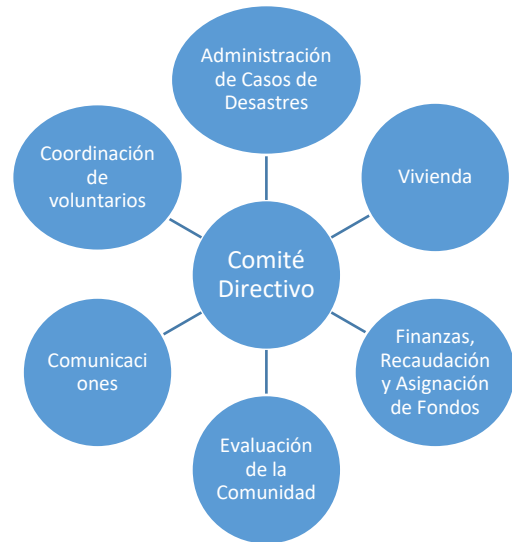 Administración
de Casos de
Desastres
Coordinación
de
voluntarios
Vivienda
Comité
Directivo
Comunicaci
ones
Finanzas,
Recaudación
y Asignación
de Fondos
Evaluación
de la
Comunidad